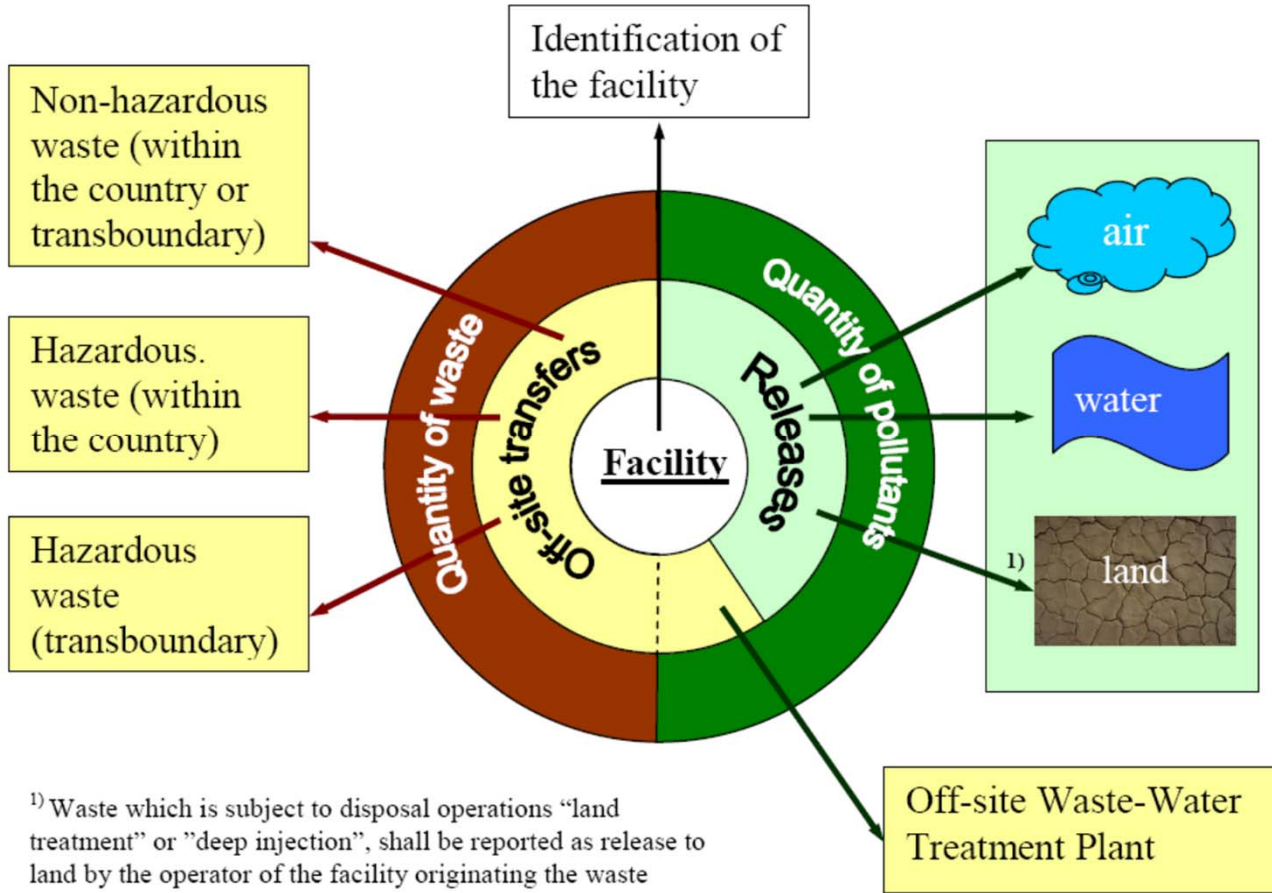 Identification of
the facility
Non-hazardous
waste (within
the country or
transboundary)
Hazardous.
waste (within
the country)
Hazardous
waste
(transboundary)
Quantity of waste
Off-site transfers
Facility
Releases
Quantity of pollutants
air
water
1)
land
Off-site Waste-Water
Treatment Plant
1) Waste which is subject to disposal operations “land
treatment” or ”deep injection”, shall be reported as release to
land by the operator of the facility originating the waste